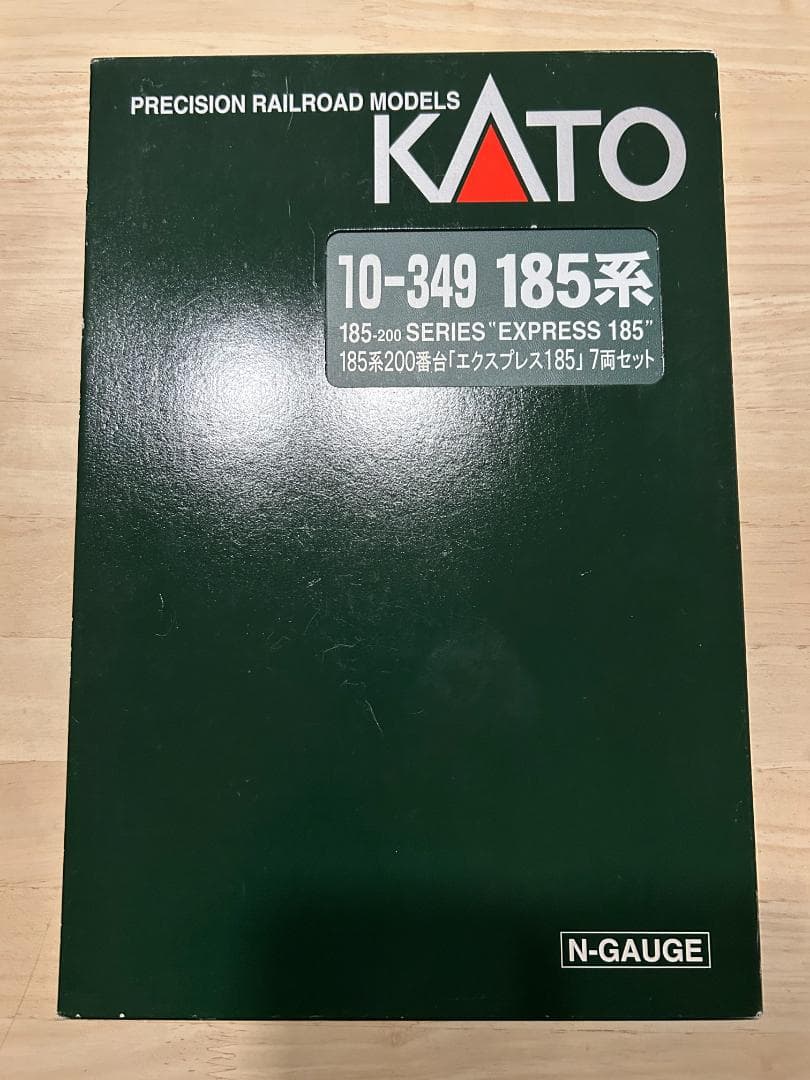 PRECISION RAILROAD MODELS
KATO
10-349 185系
185-200 SERIES "EXPRESS 185"
185系200番台「エクスプレス185」7両セット
N-GAUGE